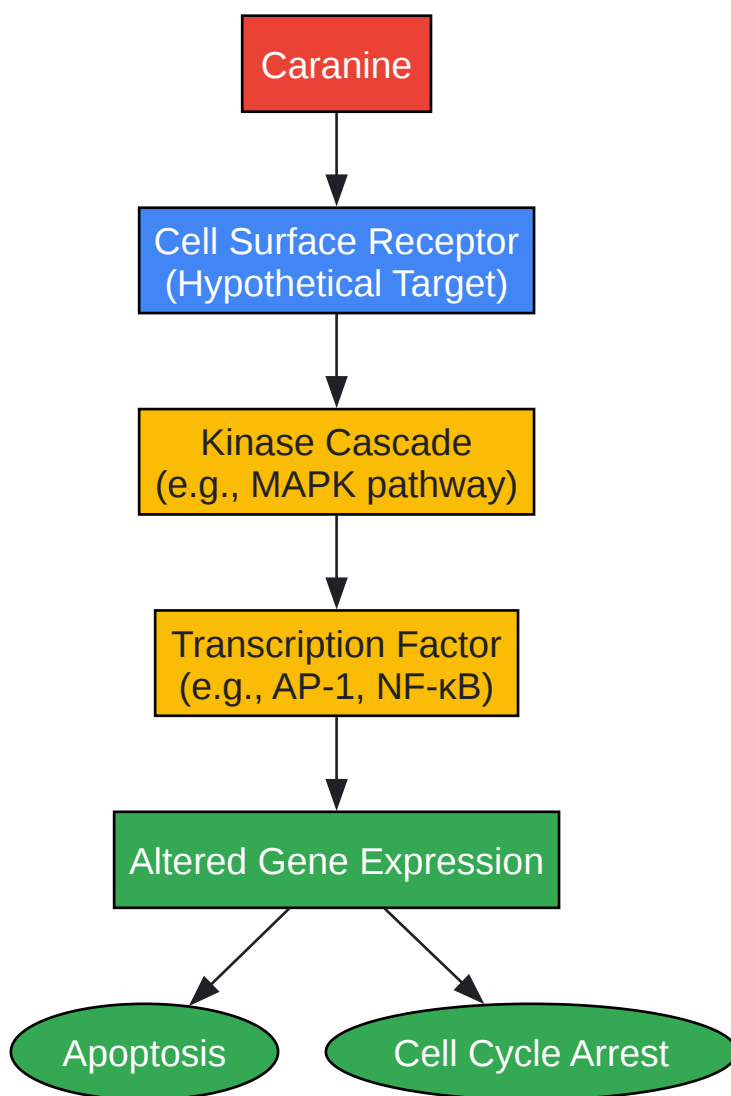 Caranine
Cell Surface Receptor
(Hypothetical Target)
Kinase Cascade
(e.g., MAPK pathway)
Transcription Factor
(e.g., AP-1, NF-κB)
Altered Gene Expression
Apoptosis
Cell Cycle Arrest